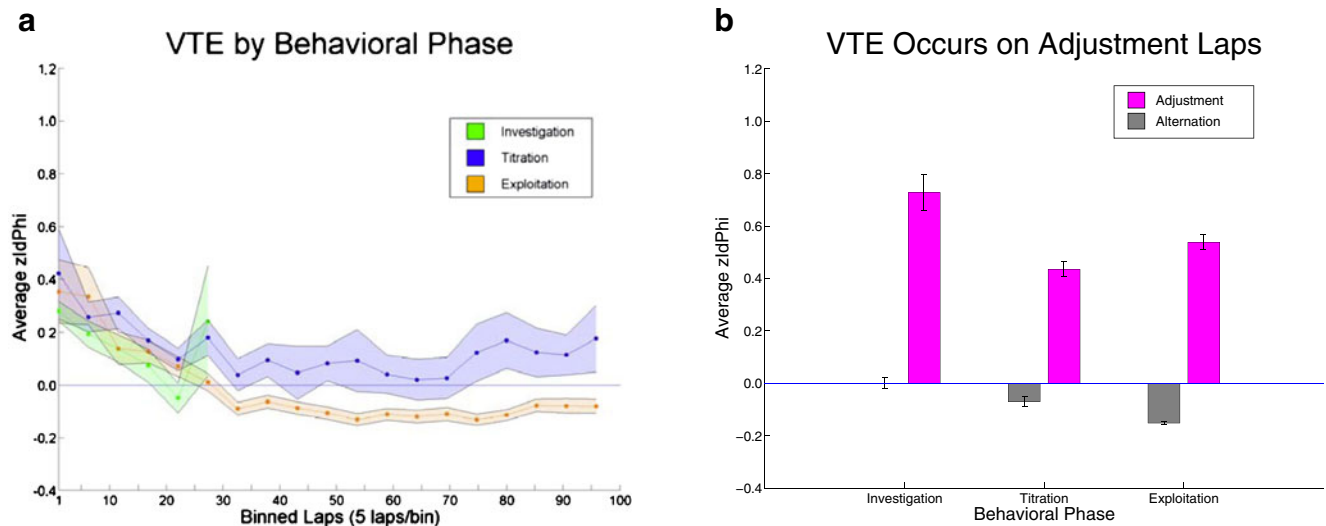 a
VTE by Behavioral Phase
1.2
1.0
0.8
0.6
0.4
0.2
0.0
-0.2
-0.4
Average zIdPhi
Investigation
Titration
Exploitation
1 10 20 30 40 50 60 70 80 90 100
Binned Laps (5 laps/bin)
b
VTE Occurs on Adjustment Laps
1.2
1.0
0.8
0.6
0.4
0.2
0.0
−0.2
−0.4
Average zIdPhi
Adjustment
Alternation
Investigation Titration Exploitation
Behavioral Phase